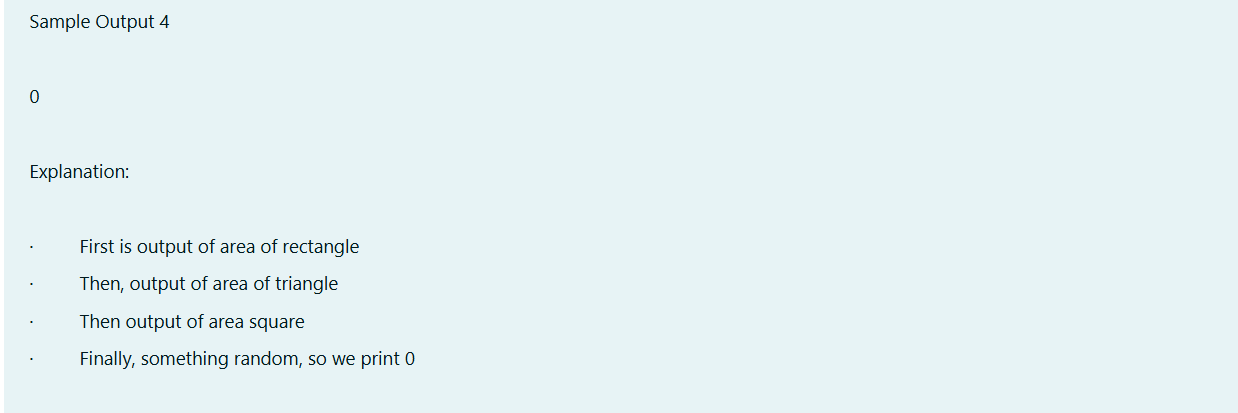 Sample Output 4
0
Explanation:
· First is output of area of rectangle
· Then, output of area of triangle
· Then output of area square
· Finally, something random, so we print 0